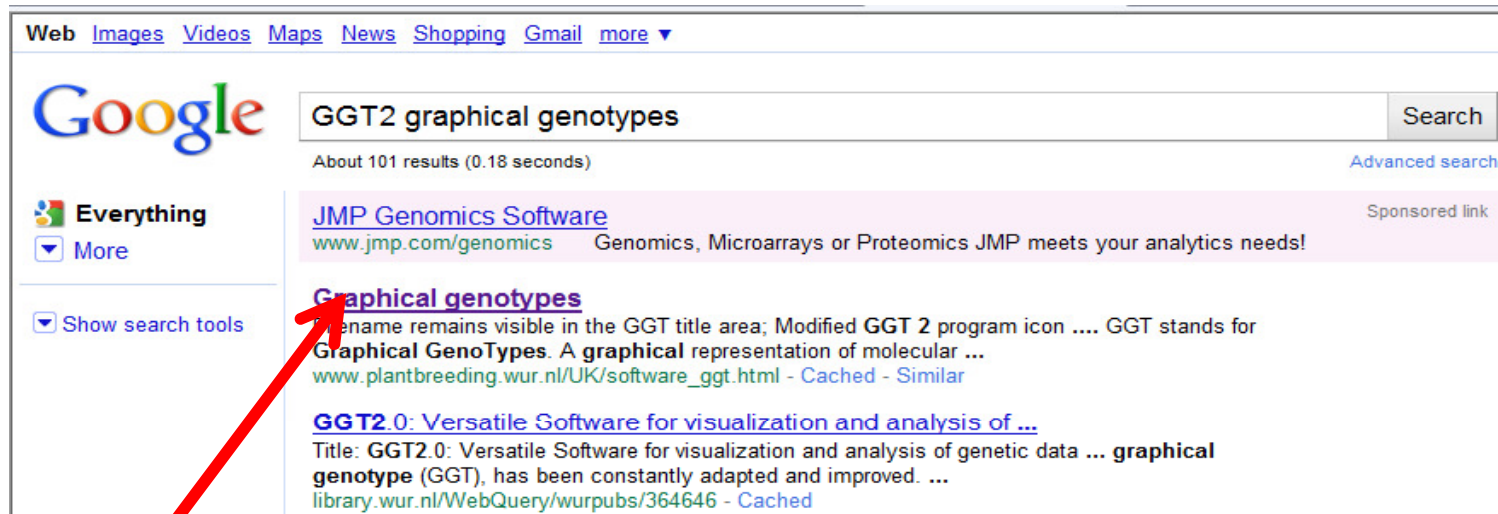 Web Images Videos Maps News Shopping Gmail more ▼
Google
GGT2 graphical genotypes
Search
About 101 results (0.18 seconds)
Advanced search
Everything
More
Show search tools
JMP Genomics Software
Sponsored link
www.jmp.com/genomics Genomics, Microarrays or Proteomics JMP meets your analytics needs!
Graphical genotypes
remains visible in the GGT title area; Modified GGT 2 program icon .... GGT stands for
Graphical GenoTypes. A graphical representation of molecular ...
www.plantbreeding.wur.nl/UK/software_ggt.html - Cached - Similar
GGT2.0: Versatile Software for visualization and analysis of ...
Title: GGT2.0: Versatile Software for visualization and analysis of genetic data ... graphical
genotype (GGT), has been constantly adapted and improved. ...
library.wur.nl/WebQuery/wurpubs/364646 - Cached